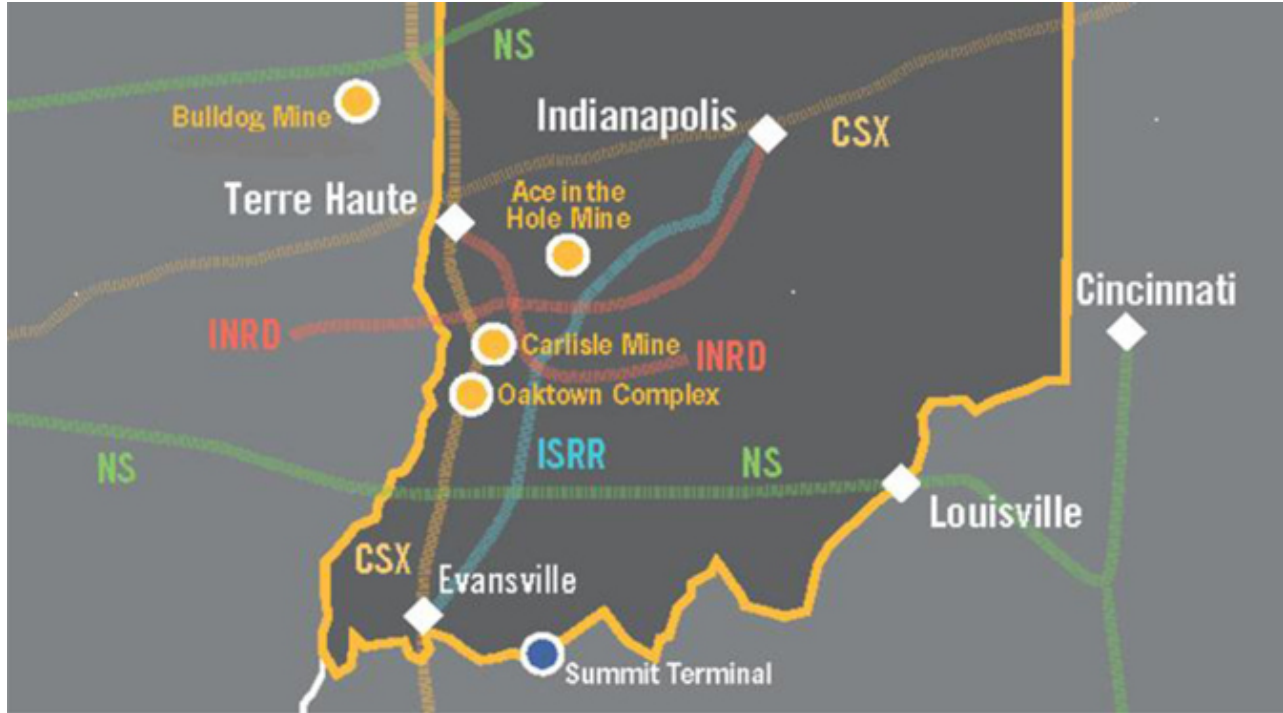 NS
Bulldog Mine
Indianapolis
CSX
Terre Haute
Ace in the
Hole Mine
Cincinnati
INRD
Carlisle Mine
INRD
Oaktown Complex
NS
ISRR
NS
Louisville
CSX
Evansville
Summit Terminal